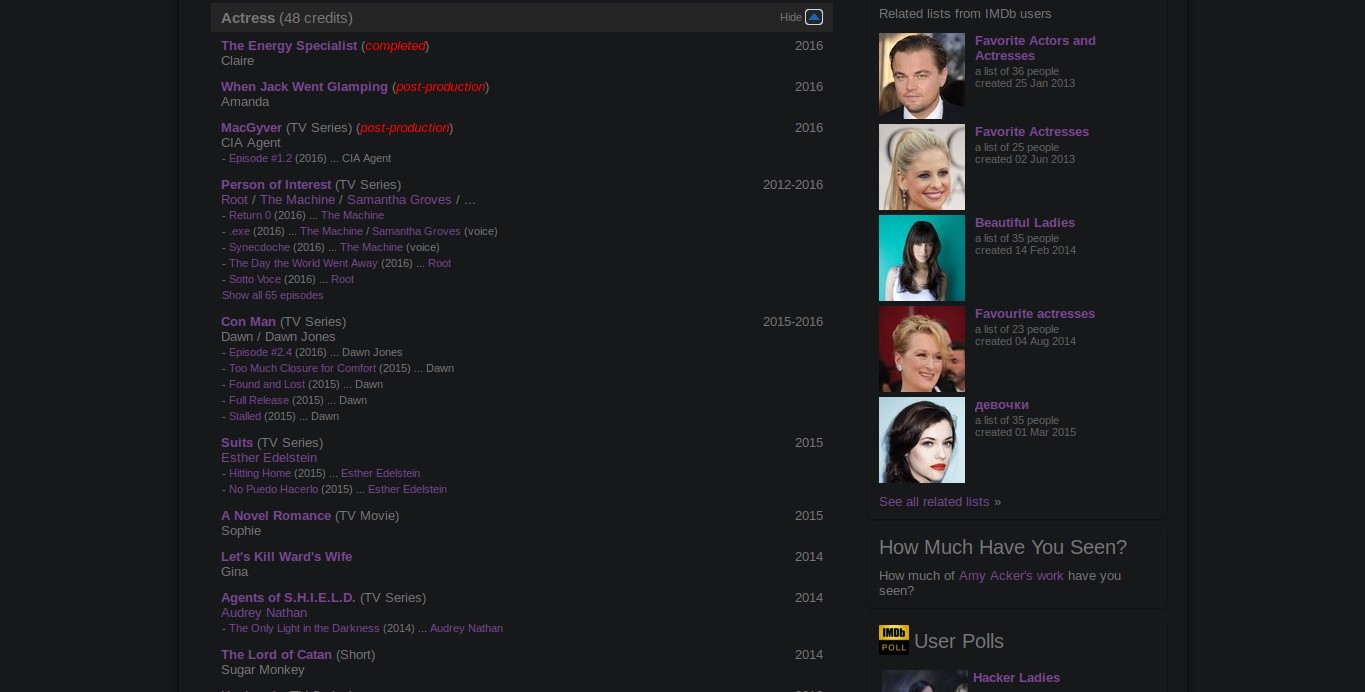 Actress (48 credits)
Hide
The Energy Specialist (completed)
2016
Claire
When Jack Went Glamping (post-production)
2016
Amanda
MacGyver (TV Series) (post-production)
2016
CIA Agent
- Episode #1.2 (2016) ... CIA Agent
Person of Interest (TV Series)
2012-2016
Root / The Machine / Samantha Groves / ...
- Return 0 (2016) ... The Machine
- .exe (2016) ... The Machine / Samantha Groves (voice)
- Synecdoche (2016) ... The Machine (voice)
- The Day the World Went Away (2016) ... Root
- Sotto Voce (2016) ... Root
Show all 65 episodes
Con Man (TV Series)
2015-2016
Dawn / Dawn Jones
- Episode #2.4 (2016) ... Dawn Jones
- Too Much Closure for Comfort (2015) ... Dawn
- Found and Lost (2015) ... Dawn
- Full Release (2015) ... Dawn
- Stalled (2015) ... Dawn
Suits (TV Series)
2015
Esther Edelstein
- Hitting Home (2015) ... Esther Edelstein
- No Puedo Hacerlo (2015) ... Esther Edelstein
A Novel Romance (TV Movie)
2015
Sophie
Let's Kill Ward's Wife
2014
Gina
Agents of S.H.I.E.L.D. (TV Series)
2014
Audrey Nathan
- The Only Light in the Darkness (2014) ... Audrey Nathan
The Lord of Catan (Short)
2014
Sugar Monkey
Related lists from IMDb users
Favorite Actors and
Actresses
a list of 36 people
created 25 Jan 2013
Favorite Actresses
a list of 25 people
created 02 Jun 2013
Beautiful Ladies
a list of 35 people
created 14 Feb 2014
Favourite actresses
a list of 23 people
created 04 Aug 2014
девочки
a list of 35 people
created 01 Mar 2015
See all related lists »
How Much Have You Seen?
How much of Amy Acker's work have you
seen?
IMDb
POLL
User Polls
Hacker Ladies